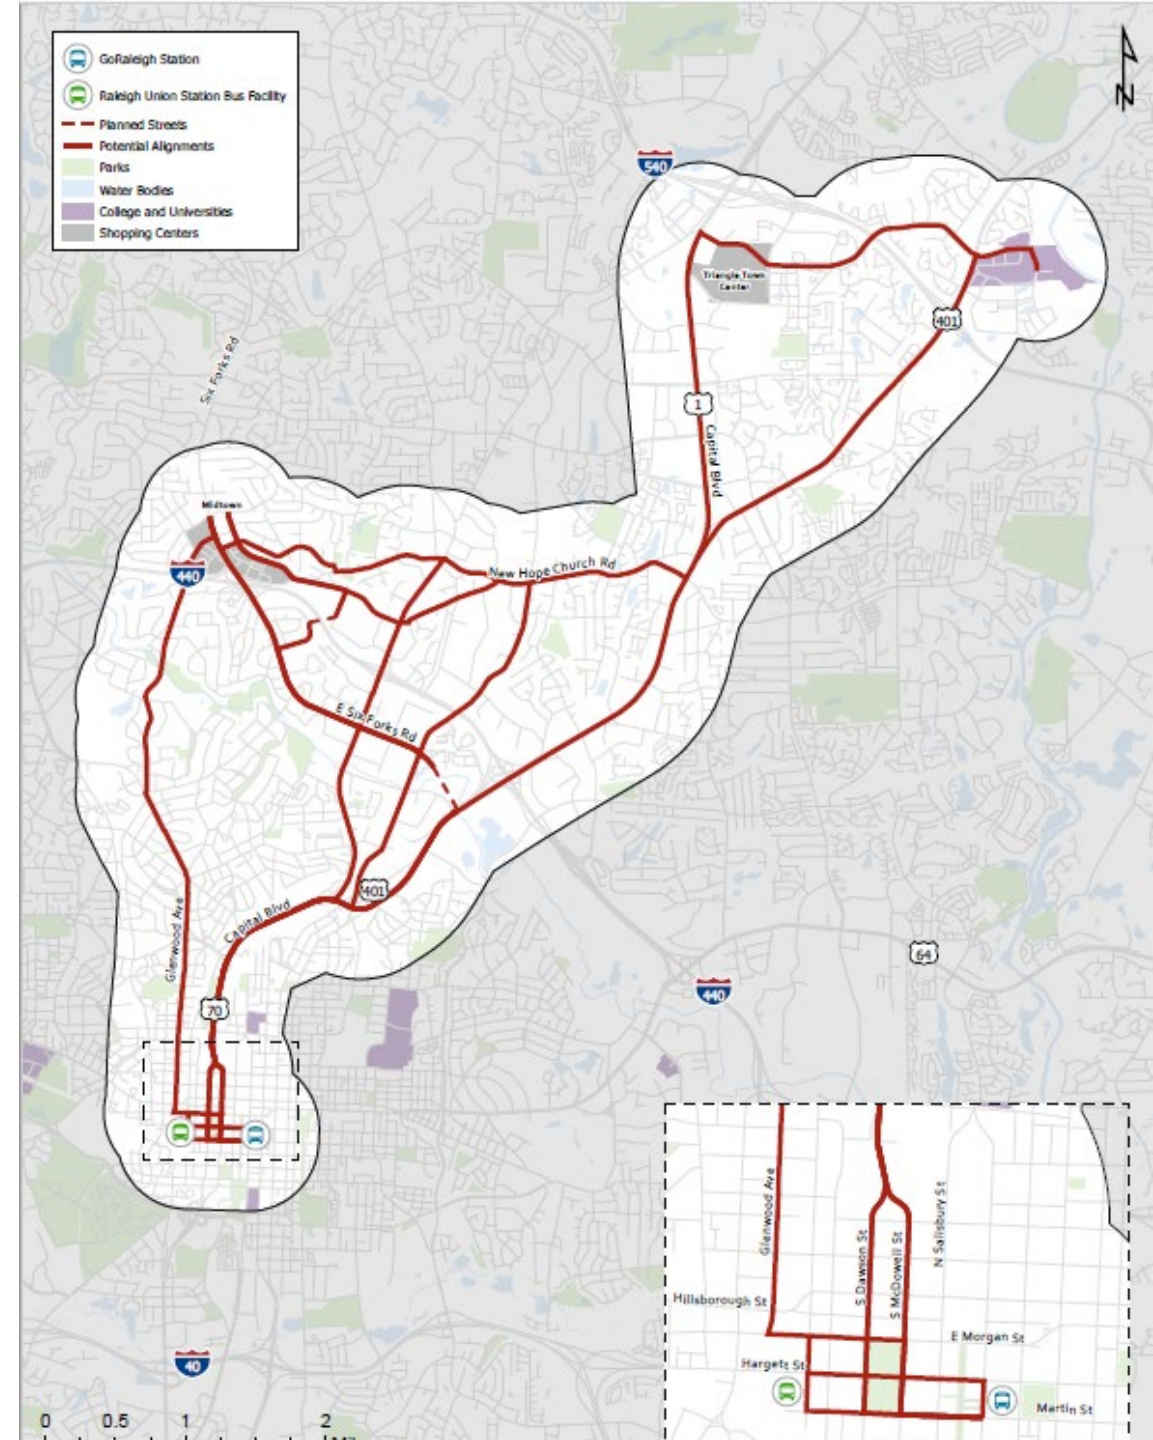 GoRaleigh Station
Raleigh Union Station Bus Facility
Planned Streets
Potential Alignments
Parks
Water Bodies
College and Universities
Shopping Centers
N
540
Triangle Town
Center
401
Six Forks Rd
1
Capital Blvd
Midtown
440
New Hope Church Rd
E Six Forks Rd
401
Capital Blvd
Glenwood Ave
64
440
70
Glenwood Ave
S Dawson St
S McDowell St
N Salisbury St
Hillsborough St
E Morgan St
Hargett St
Martin St
40
0 0.5 1 2